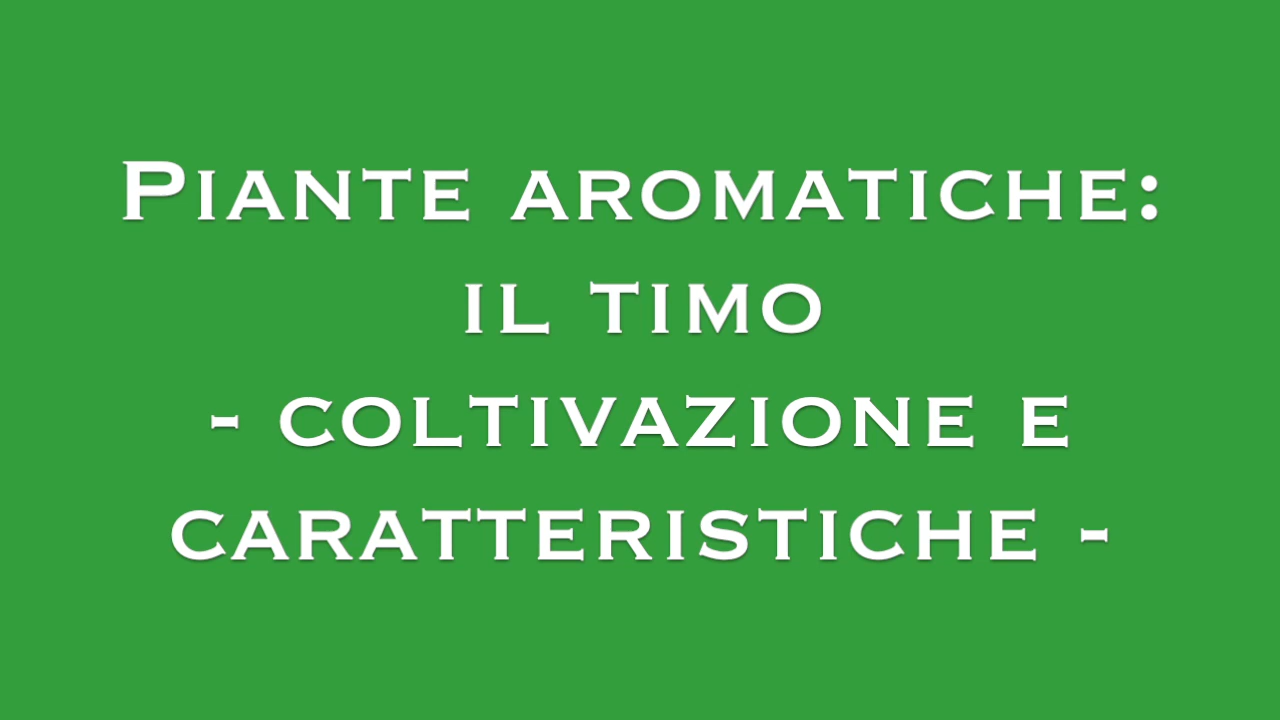 Piante aromatiche:
il timo
- coltivazione e
caratteristiche -